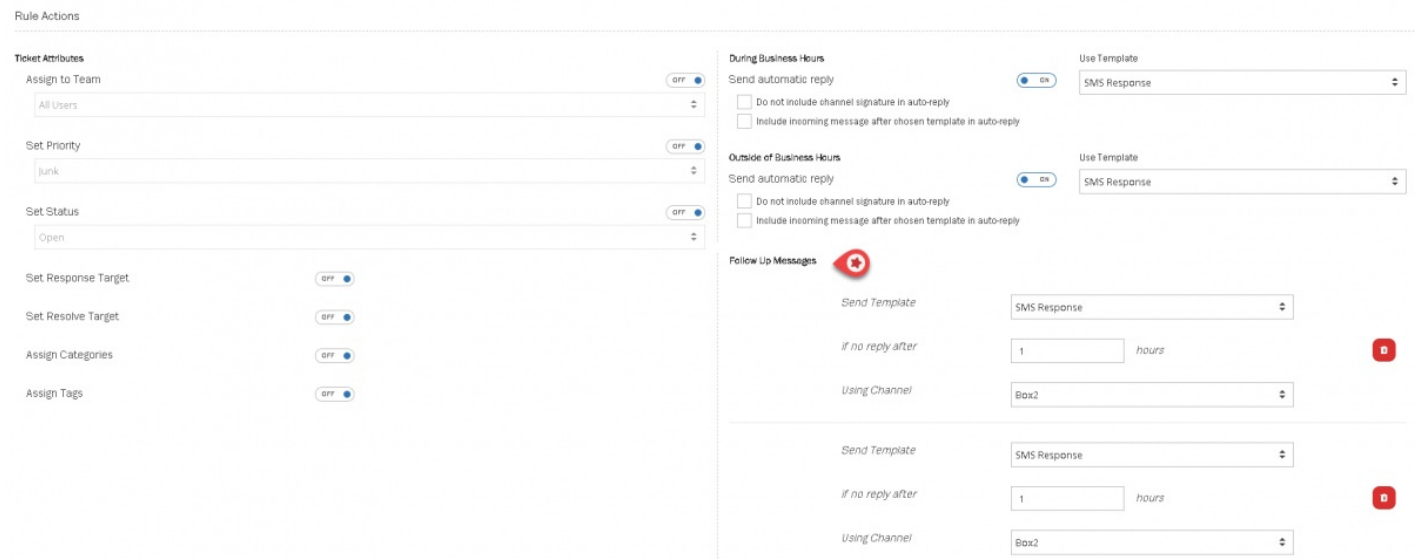 Rule Actions
Ticket Attributes
Assign to Team
OFF
All Users
Set Priority
OFF
Junk
Set Status
OFF
Open
Set Response Target
OFF
Set Resolve Target
OFF
Assign Categories
OFF
Assign Tags
OFF
During Business Hours
Use Template
Send automatic reply
ON
SMS Response
Do not include channel signature in auto-reply
Include incoming message after chosen template in auto-reply
Outside of Business Hours
Use Template
Send automatic reply
ON
SMS Response
Do not include channel signature in auto-reply
Include incoming message after chosen template in auto-reply
Follow Up Messages
Send Template
SMS Response
if no reply after
1
hours
Using Channel
Box2
Send Template
SMS Response
if no reply after
1
hours
Using Channel
Box2